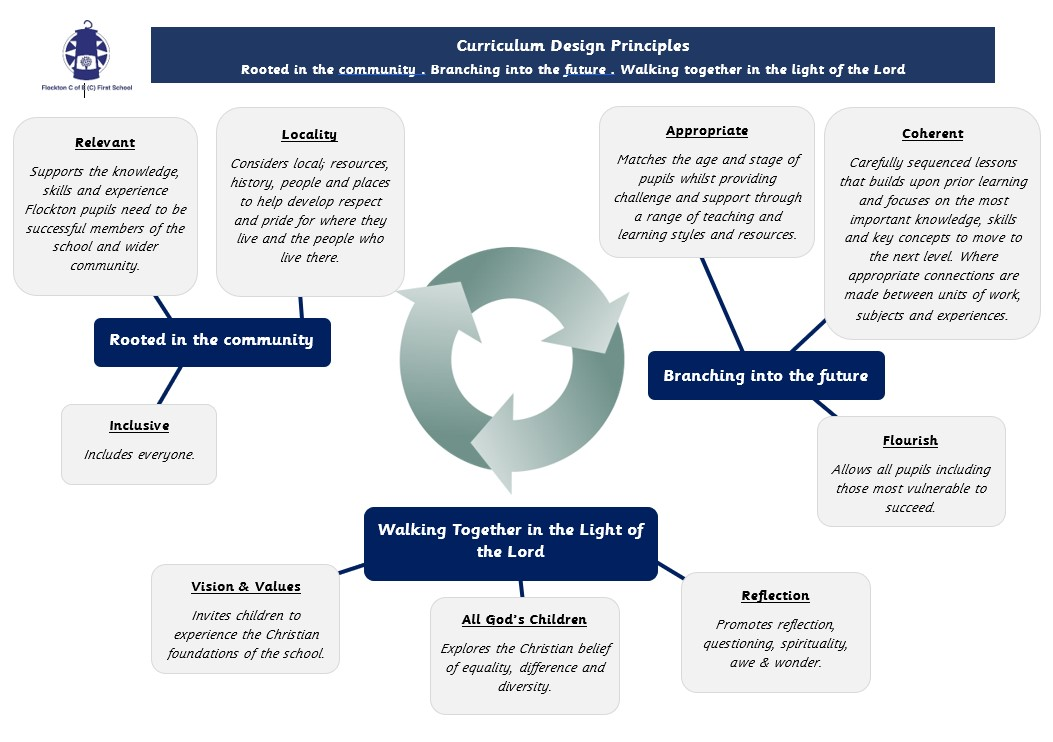 Curriculum Design Principles
Rooted in the community . Branching into the future . Walking together in the light of the Lord
Flockton C of E (C) First School
Relevant
Supports the knowledge,
skills and experience
Flockton pupils need to be
successful members of the
school and wider
community.
Locality
Considers local; resources,
history, people and places
to help develop respect
and pride for where they
live and the people who
live there.
Appropriate
Matches the age and stage of
pupils whilst providing
challenge and support through
a range of teaching and
learning styles and resources.
Coherent
Carefully sequenced lessons
that builds upon prior learning
and focuses on the most
important knowledge, skills
and key concepts to move to
the next level. Where
appropriate connections are
made between units of work,
subjects and experiences.
Rooted in the community
Branching into the future
Inclusive
Includes everyone.
Flourish
Allows all pupils including
those most vulnerable to
succeed.
Walking Together in the Light of
the Lord
Vision & Values
Invites children to
experience the Christian
foundations of the school.
All God's Children
Explores the Christian belief
of equality, difference and
diversity.
Reflection
Promotes reflection,
questioning, spirituality,
awe & wonder.